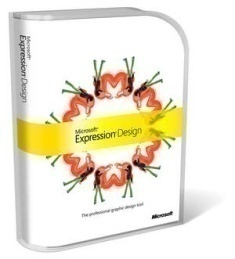 Microsoft®
Expression® Design
The professional graphic design tool
Microsoft